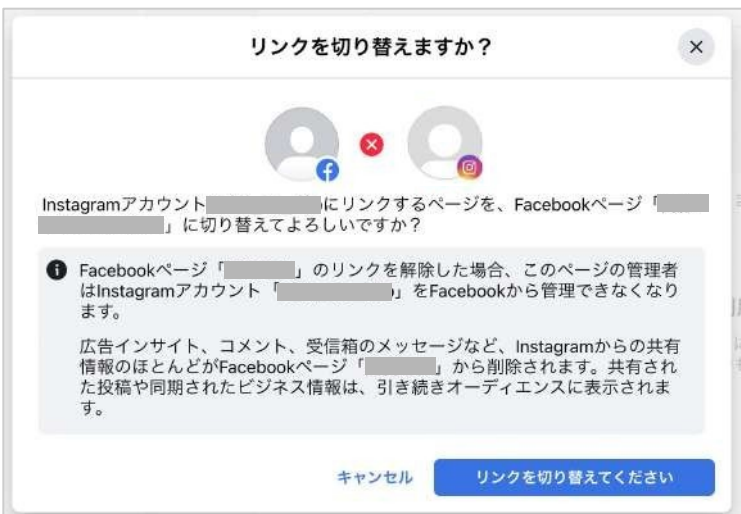 リンクを切り替えますか？
Instagramアカウント にリンクするページを、Facebookページ「
」に切り替えてよろしいですか？
Facebookページ「 」のリンクを解除した場合、このページの管理者
はInstagramアカウント「 」をFacebookから管理できなくなり
ます。
広告インサイト、コメント、受信箱のメッセージなど、Instagramからの共有
情報のほとんどがFacebookページ「 」から削除されます。共有され
た投稿や同期されたビジネス情報は、引き続きオーディエンスに表示されま
す。
キャンセル
リンクを切り替えてください